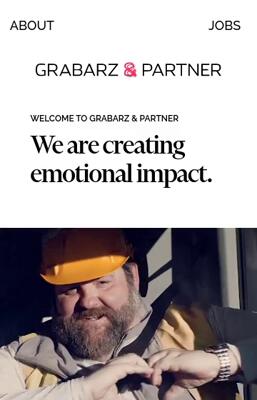 ABOUT JOBS
GRABARZ & PARTNER
WELCOME TO GRABARZ & PARTNER
We are creating
emotional impact.